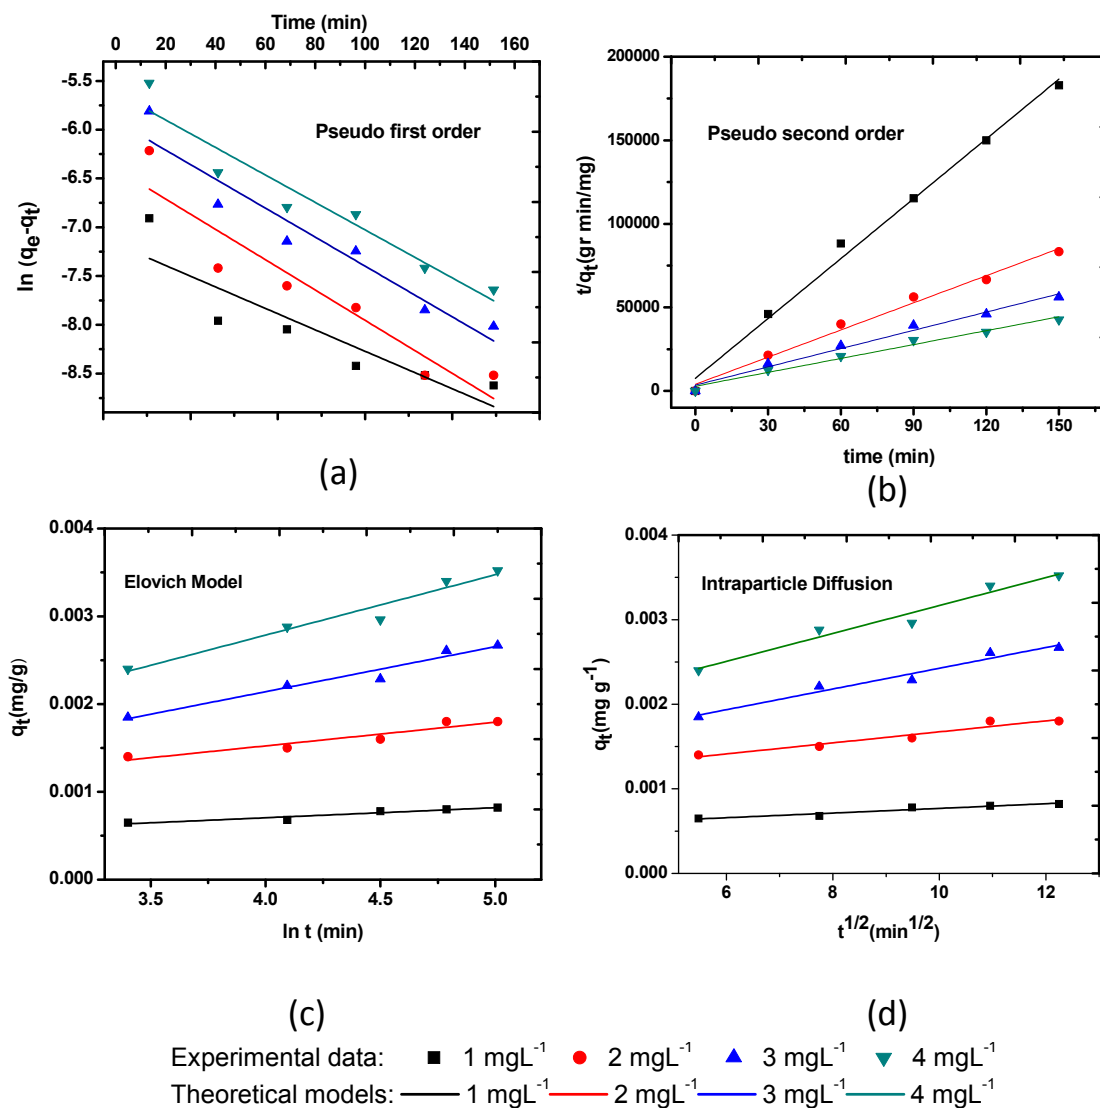 Time (min)
0 20 40 60 80 100 120 140 160
-5.5
-6.0
-6.5
-7.0
-7.5
-8.0
-8.5
ln (qe-qt)
Pseudo first order
(a)
200000
150000
100000
50000
0
t/qt(gr min/mg)
Pseudo second order
0 30 60 90 120 150
time (min)
(b)
0.004
0.003
0.002
0.001
0.000
qt(mg/g)
Elovich Model
3.5 4.0 4.5 5.0
ln t (min)
(c)
0.004
0.003
0.002
0.001
0.000
qt(mg g-1)
Intraparticle Diffusion
6 8 10 12
t1/2(min1/2)
(d)
Experimental data: 1 mgL-1 2 mgL-1 3 mgL-1 4 mgL-1
Theoretical models: 1 mgL-1 2 mgL-1 3 mgL-1 4 mgL-1